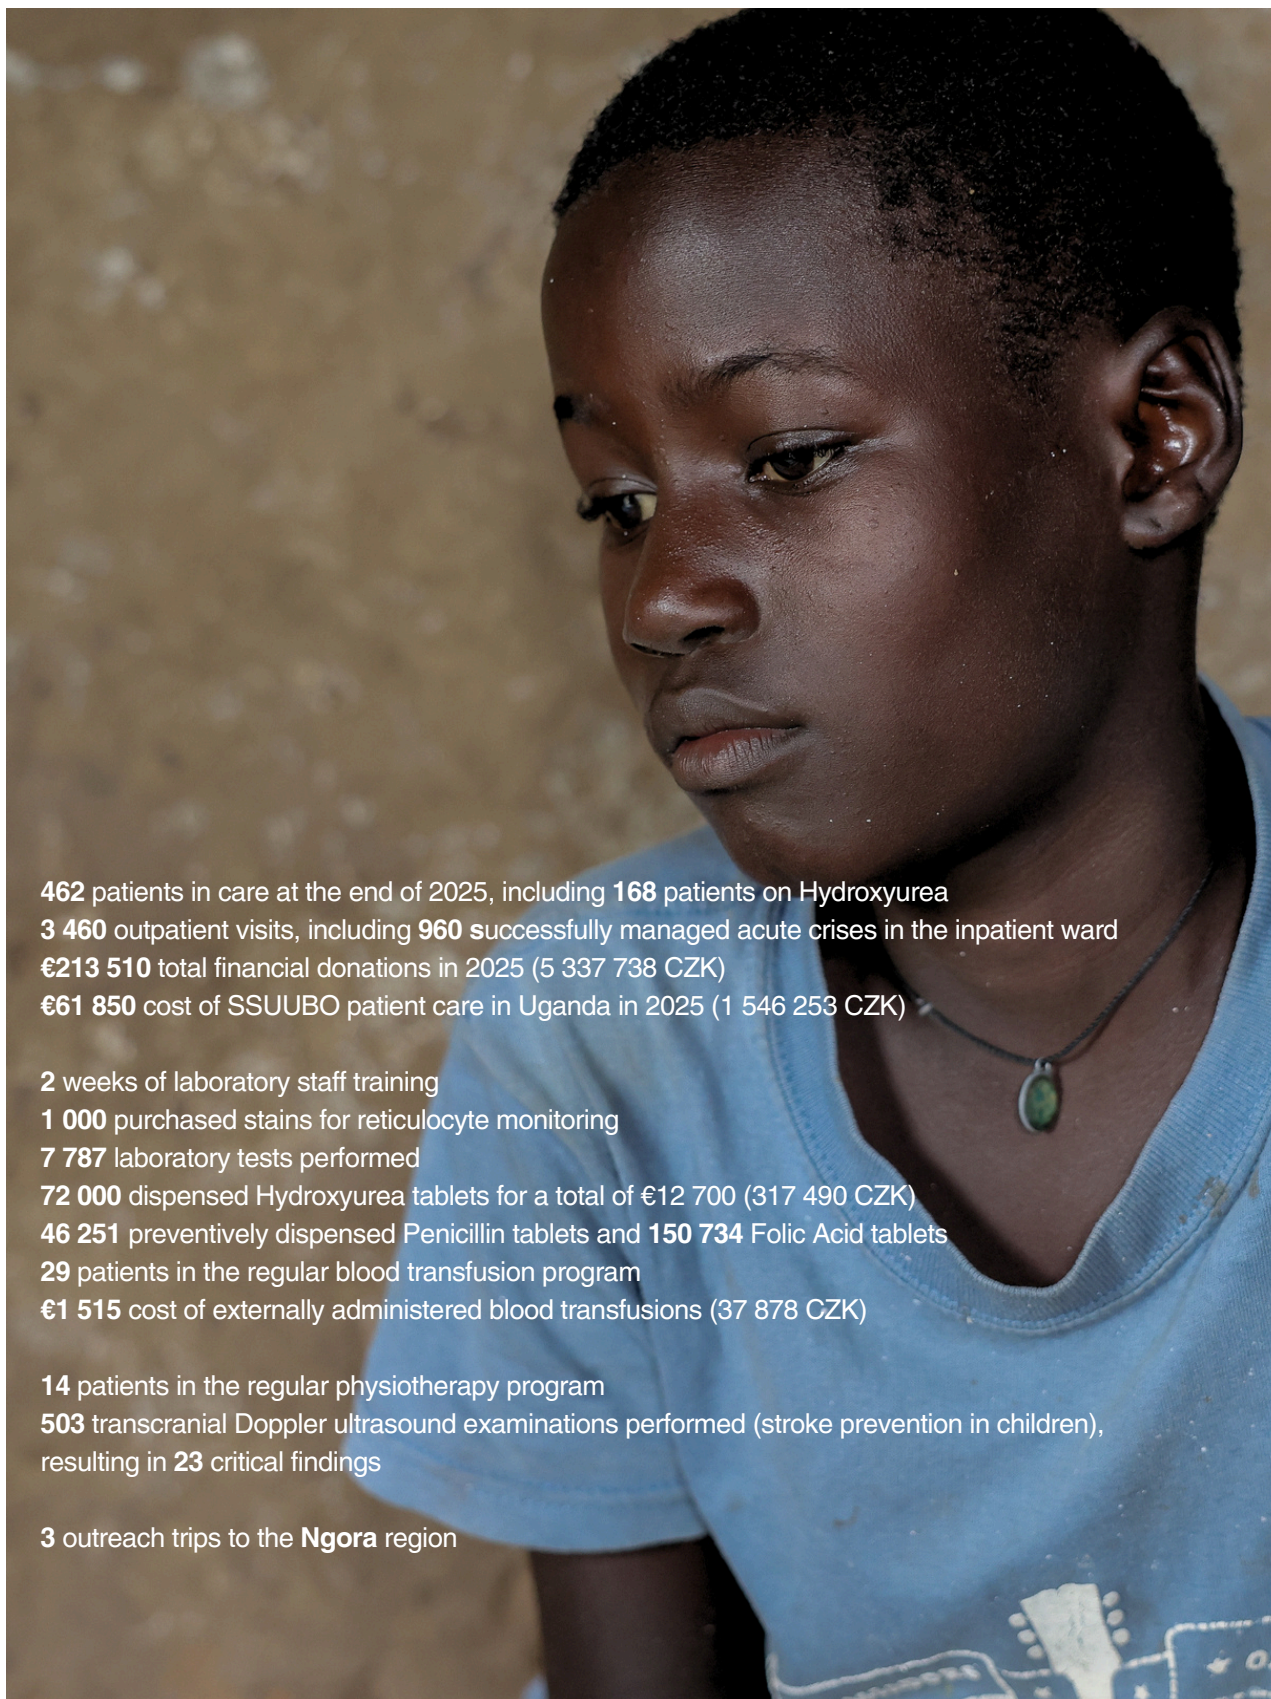 462 patients in care at the end of 2025, including 168 patients on Hydroxyurea
3 460 outpatient visits, including 960 successfully managed acute crises in the inpatient ward
€213 510 total financial donations in 2025 (5 337 738 CZK)
€61 850 cost of SSUUBO patient care in Uganda in 2025 (1 546 253 CZK)
2 weeks of laboratory staff training
1 000 purchased stains for reticulocyte monitoring
7 787 laboratory tests performed
72 000 dispensed Hydroxyurea tablets for a total of €12 700 (317 490 CZK)
46 251 preventively dispensed Penicillin tablets and 150 734 Folic Acid tablets
29 patients in the regular blood transfusion program
€1 515 cost of externally administered blood transfusions (37 878 CZK)
14 patients in the regular physiotherapy program
503 transcranial Doppler ultrasound examinations performed (stroke prevention in children),
resulting in 23 critical findings
3 outreach trips to the Ngora region